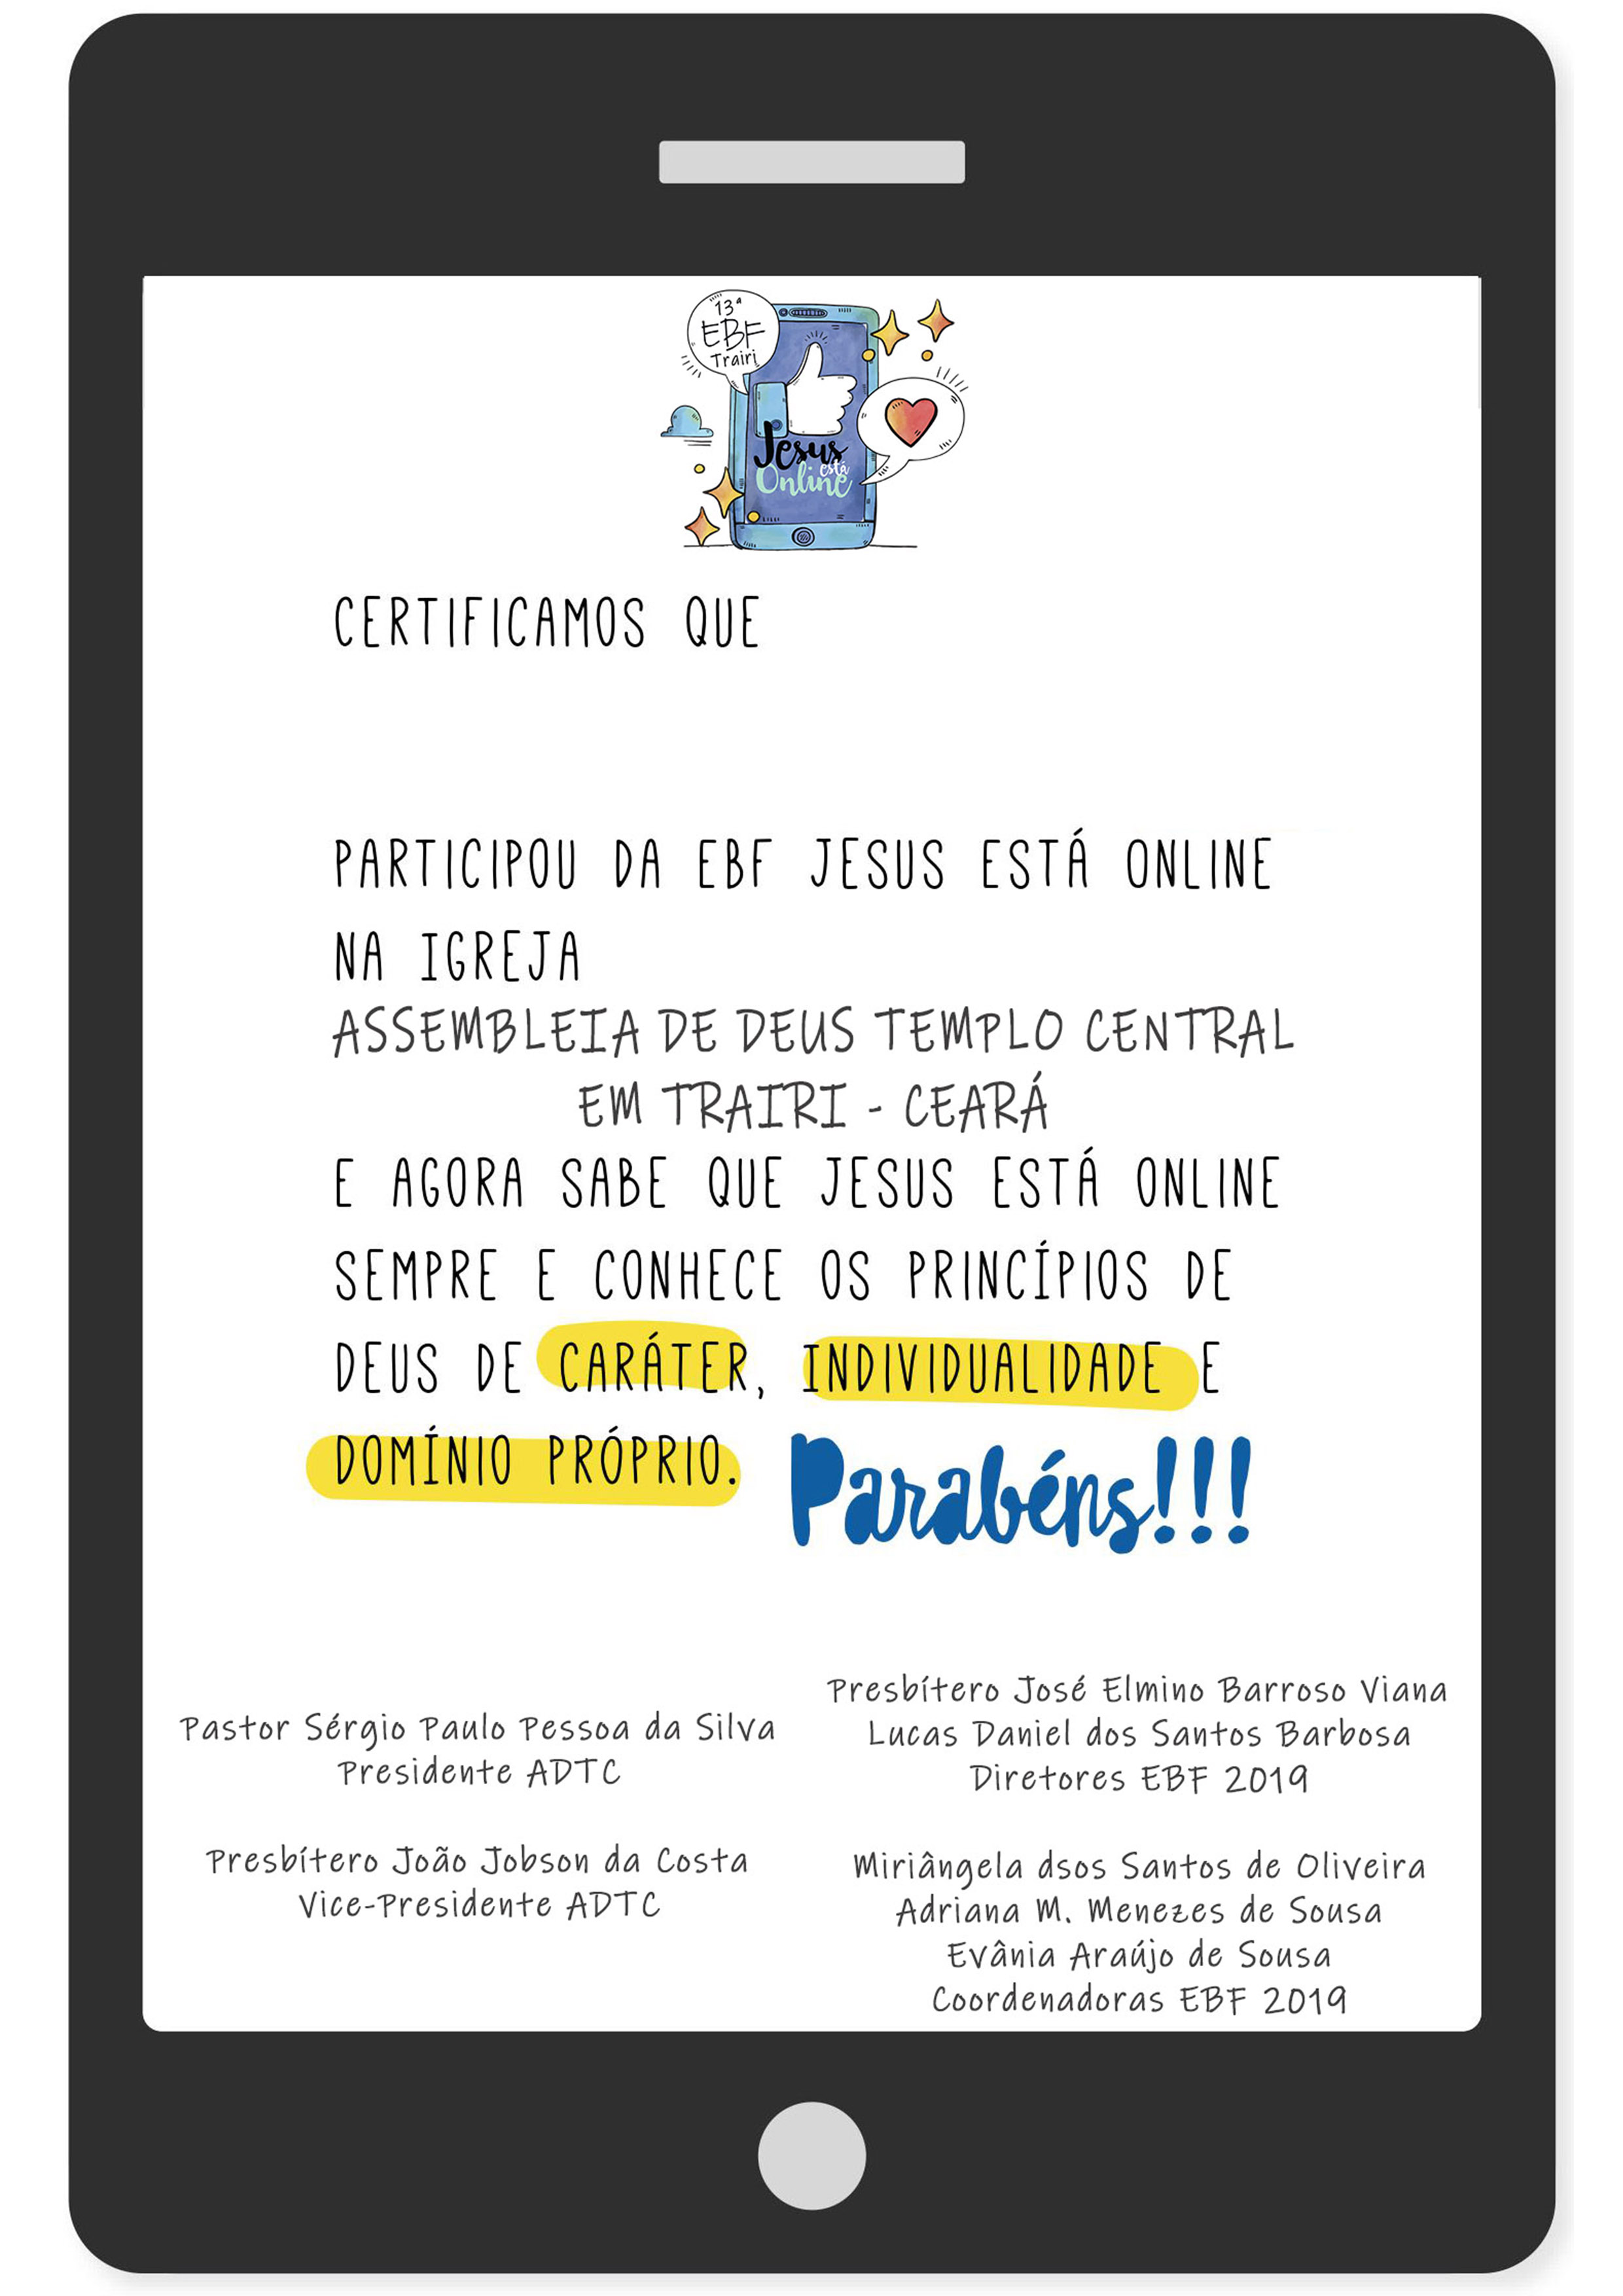 13ª
EBF
Trairi
Jesus
está
Online
CERTIFICAMOS QUE
PARTICIPOU DA EBF JESUS ESTÁ ONLINE
NA IGREJA
ASSEMBLEIA DE DEUS TEMPLO CENTRAL
EM TRAIRI - CEARÁ
E AGORA SABE QUE JESUS ESTÁ ONLINE
SEMPRE E CONHECE OS PRINCÍPIOS DE
DEUS DE CARÁTER, INDIVIDUALIDADE E
DOMÍNIO PRÓPRIO.
Parabéns!!!
Pastor Sérgio Paulo Pessoa da Silva
Presidente ADTC
Presbítero João Jobson da Costa
Vice-Presidente ADTC
Presbítero José Elmino Barroso Viana
Lucas Daniel dos Santos Barbosa
Diretores EBF 2019
Miriângela dsos Santos de Oliveira
Adriana M. Menezes de Sousa
Evânia Araújo de Sousa
Coordenadoras EBF 2019